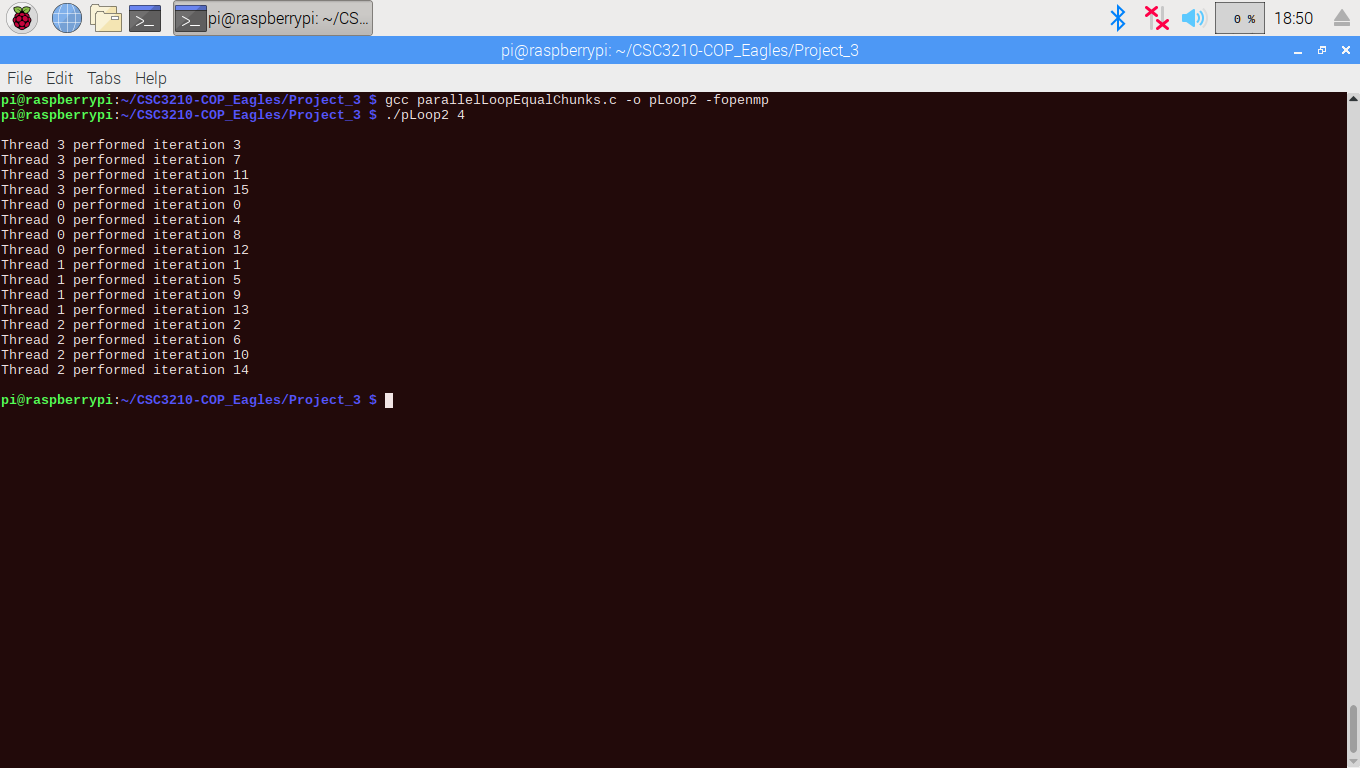 pi@raspberrypi: ~/CS...
0 %
18:50
pi@raspberrypi: ~/CSC3210-COP_Eagles/Project_3
File Edit Tabs Help
pi@raspberrypi:~/CSC3210-COP_Eagles/Project_3 $ gcc parallelLoopEqualChunks.c -o pLoop2 -fopenmp
pi@raspberrypi:~/CSC3210-COP_Eagles/Project_3 $ ./pLoop2 4
Thread 3 performed iteration 3
Thread 3 performed iteration 7
Thread 3 performed iteration 11
Thread 3 performed iteration 15
Thread 0 performed iteration 0
Thread 0 performed iteration 4
Thread 0 performed iteration 8
Thread 0 performed iteration 12
Thread 1 performed iteration 1
Thread 1 performed iteration 5
Thread 1 performed iteration 9
Thread 1 performed iteration 13
Thread 2 performed iteration 2
Thread 2 performed iteration 6
Thread 2 performed iteration 10
Thread 2 performed iteration 14
pi@raspberrypi:~/CSC3210-COP_Eagles/Project_3 $